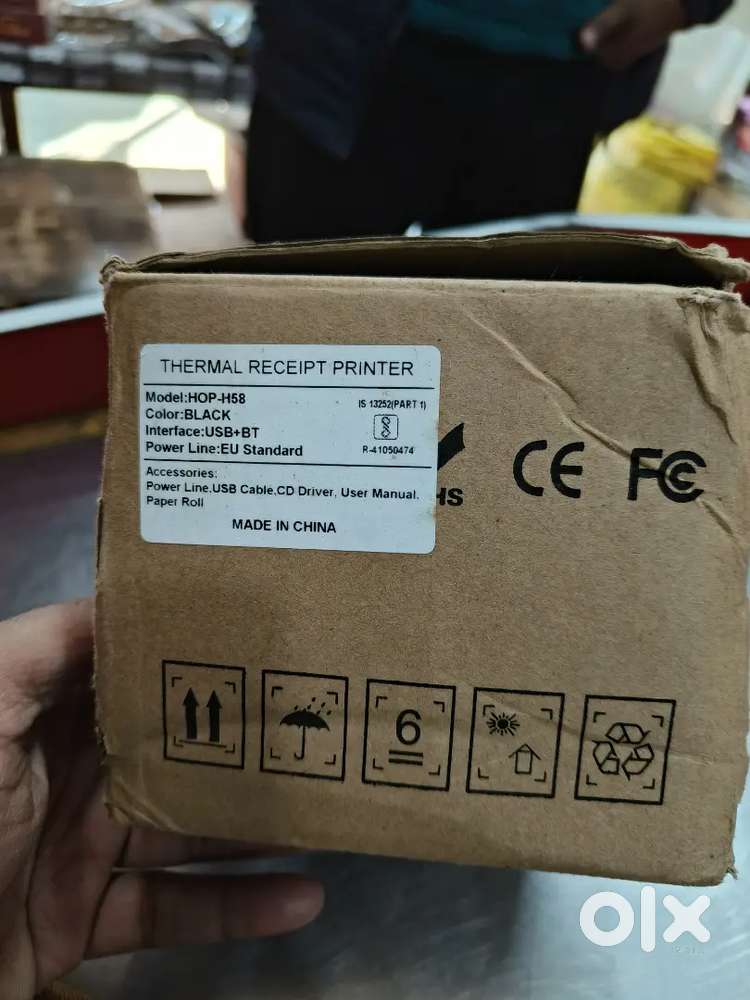 THERMAL RECEIPT PRINTER
Model:HOP-H58
Color:BLACK
Interface:USB+BT
Power Line:EU Standard
IS 13252(PART 1)
R-41050474
Accessories:
Power Line,USB Cable,CD Driver, User Manual.
Paper Roll
MADE IN CHINA
HS
CE FC
6
olx